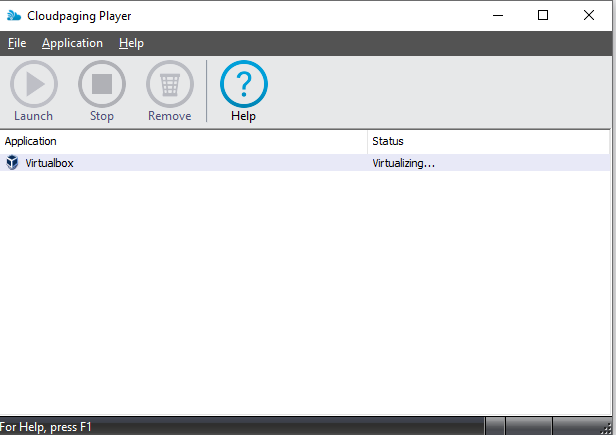 Cloudpaging Player
File Application Help
Launch Stop Remove Help
Application Status
Virtualbox Virtualizing...
For Help, press F1